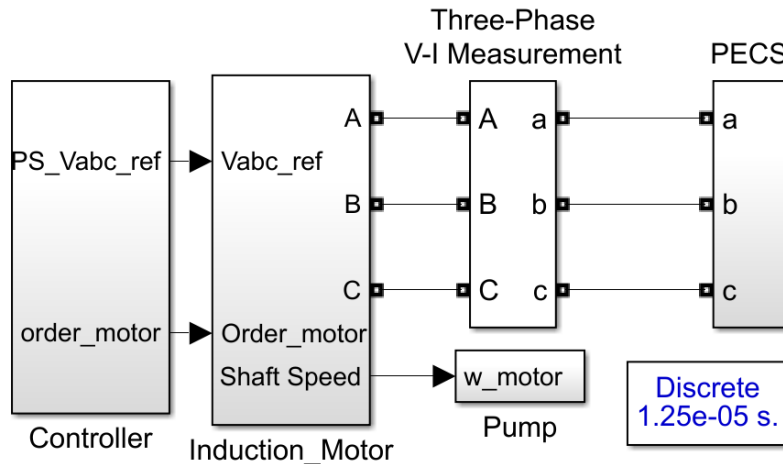 Three-Phase
V-I Measurement
PECS
A
A
a
a
PS_Vabc_ref
Vabc_ref
B
B
b
b
C
C
c
c
order_motor
Order_motor
Shaft Speed
w_motor
Discrete
1.25e-05 s.
Controller
Induction_Motor
Pump